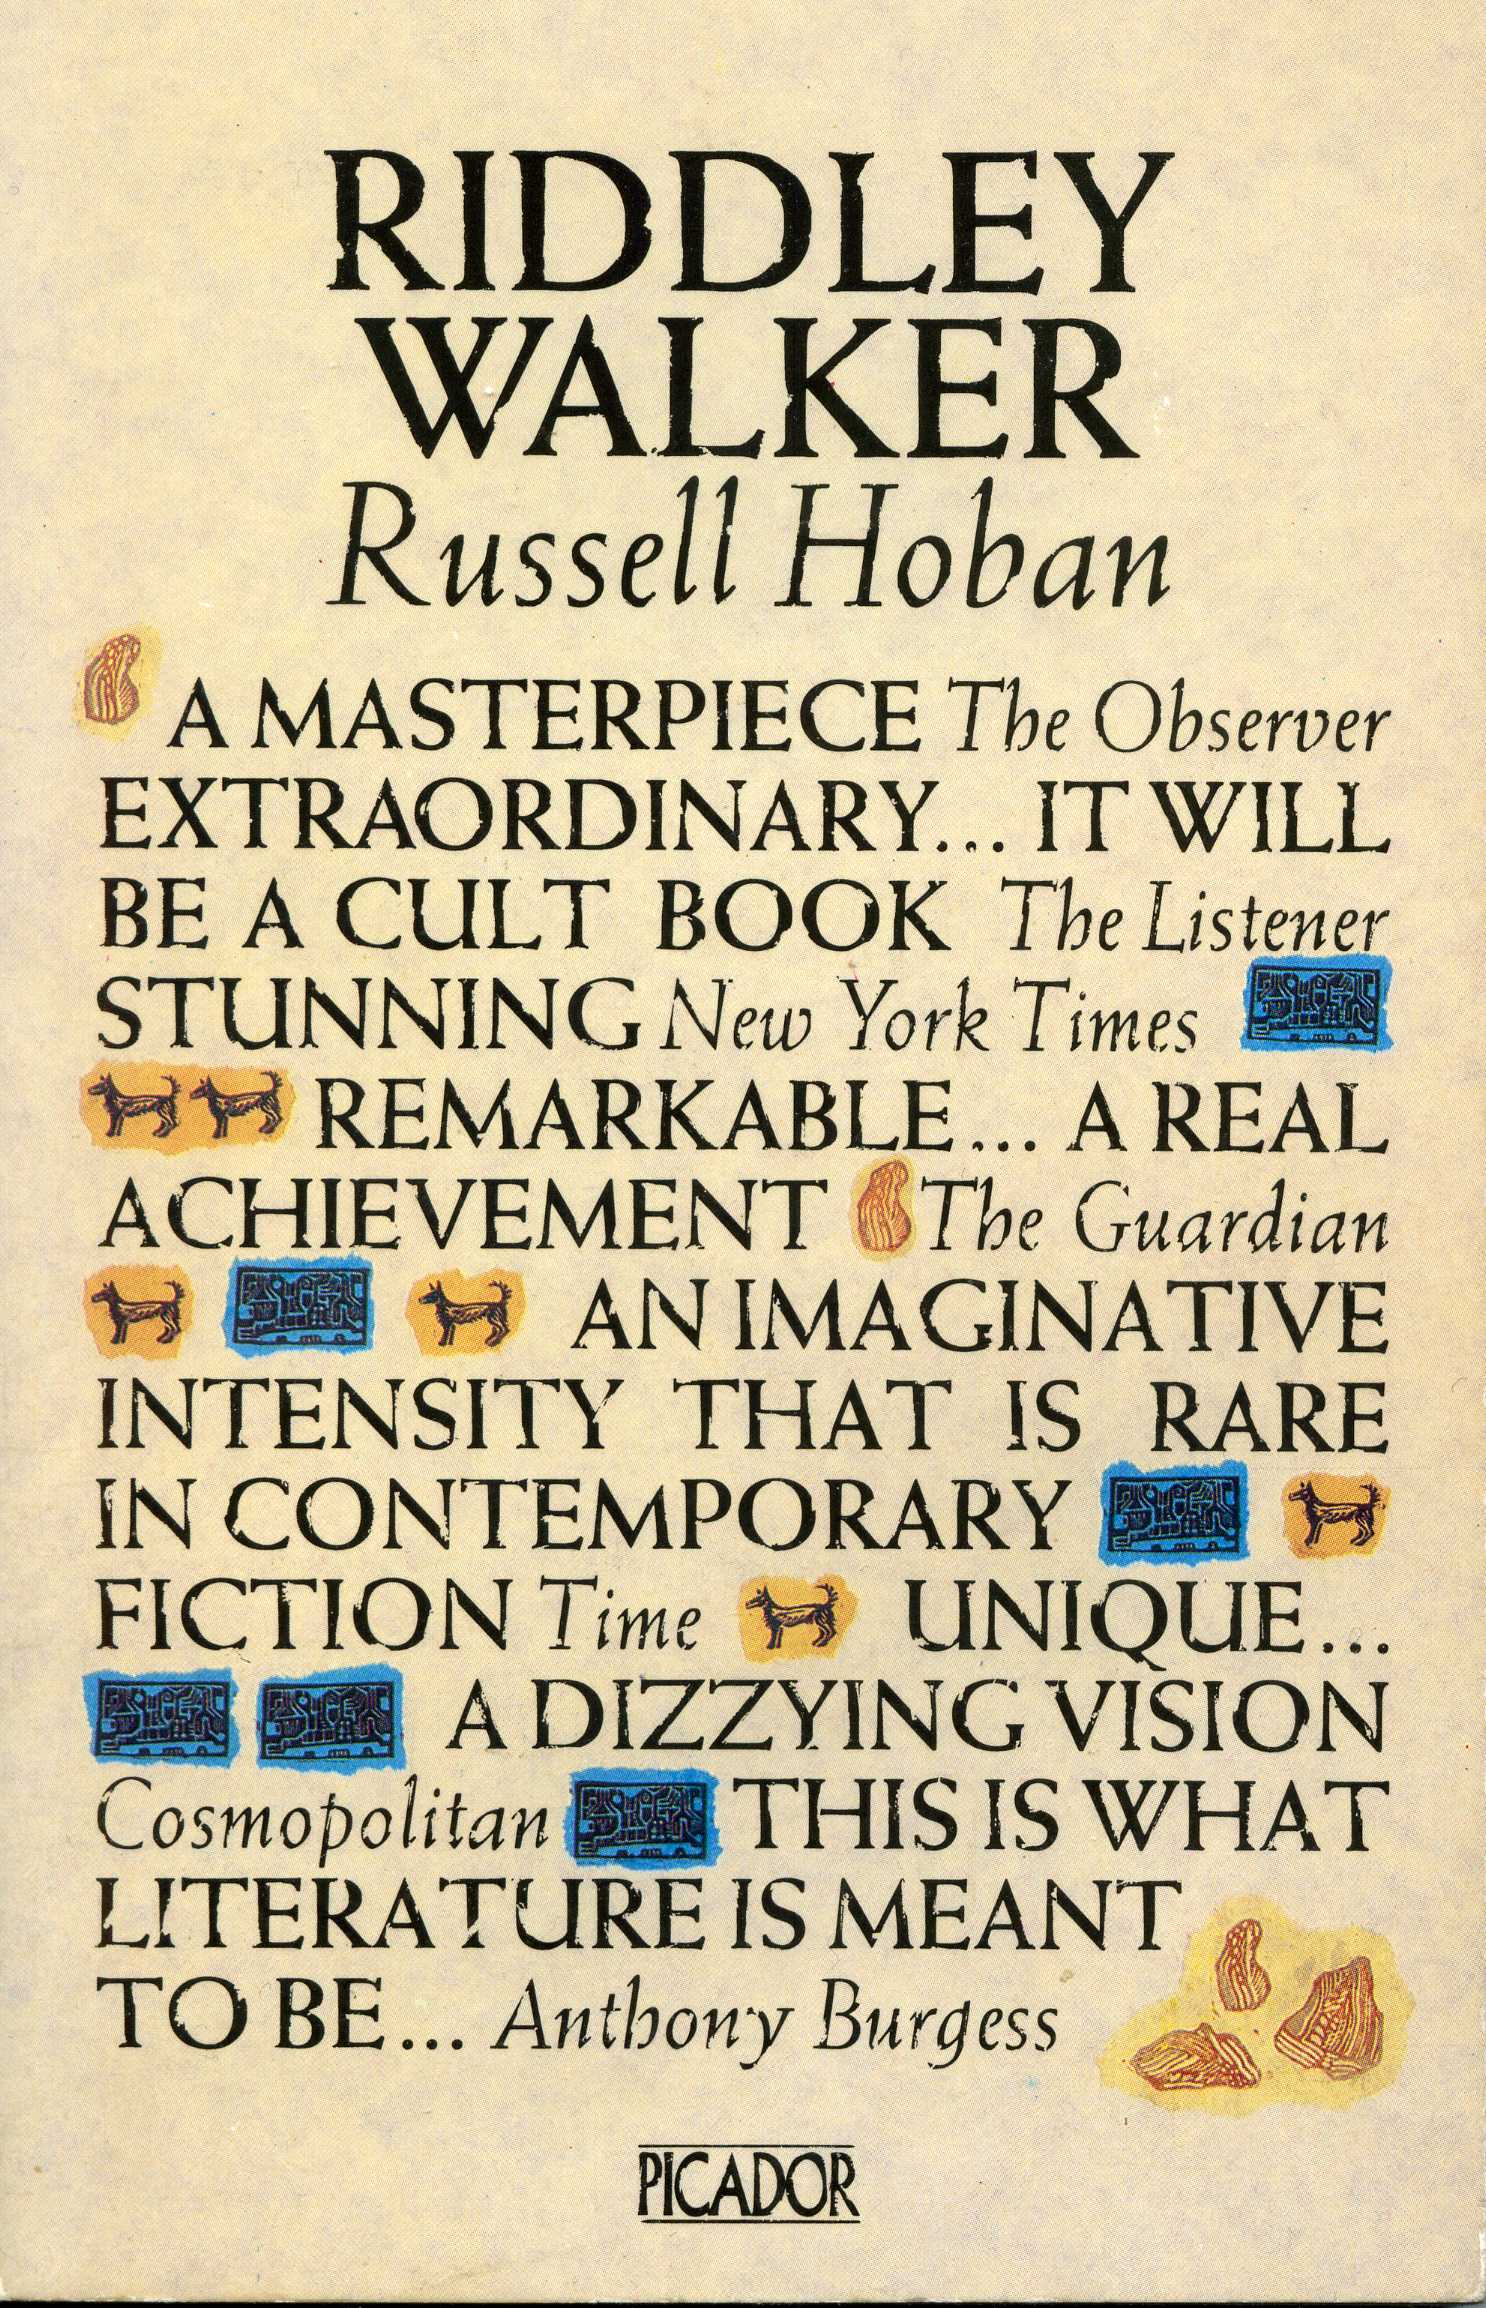 RIDDLEY
WALKER
Russell Hoban
A MASTERPIECE The Observer
EXTRAORDINARY... IT WILL
BE A CULT BOOK The Listener
STUNNING New York Times
REMARKABLE... A REAL
ACHIEVEMENT The Guardian
AN IMAGINATIVE
INTENSITY THAT IS RARE
IN CONTEMPORARY
FICTION Time UNIQUE...
A DIZZYING VISION
Cosmopolitan THIS IS WHAT
LITERATURE IS MEANT
TO BE... Anthony Burgess
PICADOR